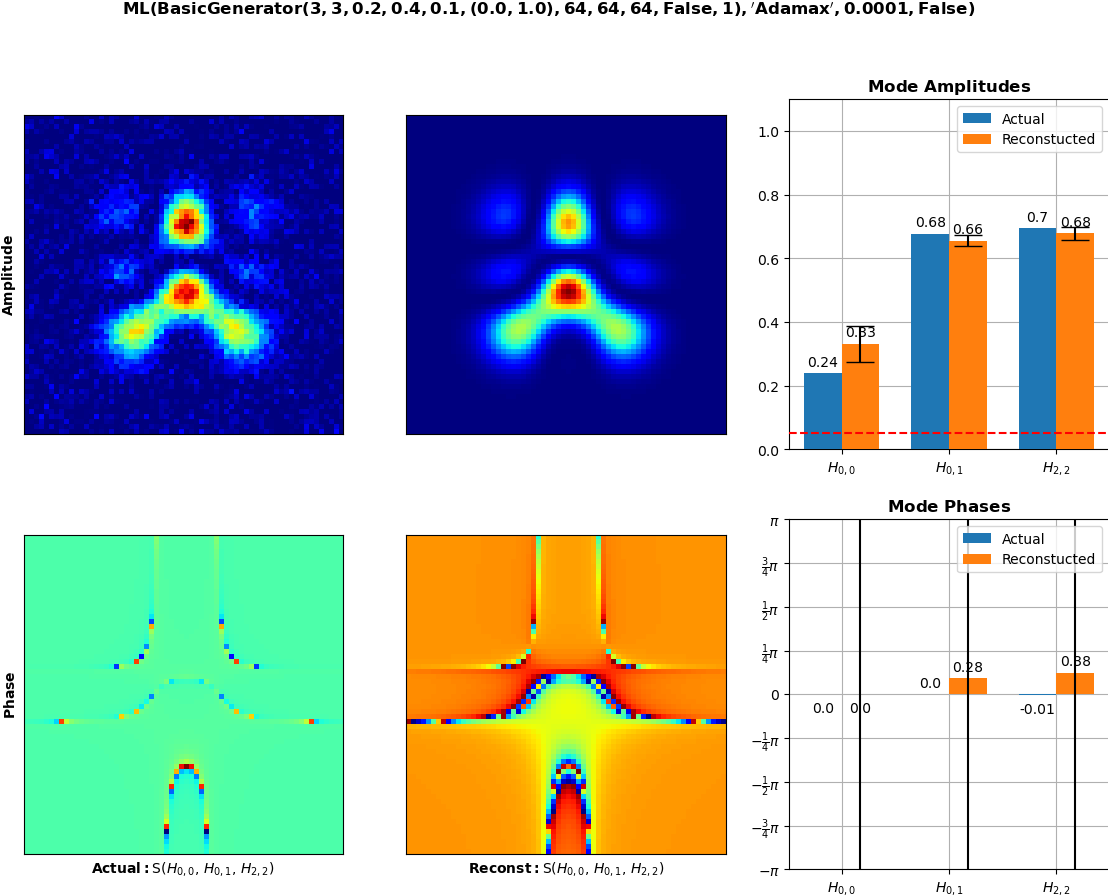 ML(BasicGenerator(3, 3, 0.2, 0.4, 0.1, (0.0, 1.0), 64, 64, 64, False, 1), ′Adamax′, 0.0001, False)
Amplitude
Mode Amplitudes
Actual
Reconstucted
1.0
0.8
0.6
0.4
0.2
0.0
0.24
0.33
0.68
0.66
0.7
0.68
H0,0
H0,1
H2,2
Phase
Actual: S(H0,0, H0,1, H2,2)
Reconst: S(H0,0, H0,1, H2,2)
Mode Phases
Actual
Reconstucted
π
3/4π
1/2π
1/4π
0
−1/4π
−1/2π
−3/4π
−π
0.0
0.0
0.0
0.28
-0.01
0.38
H0,0
H0,1
H2,2